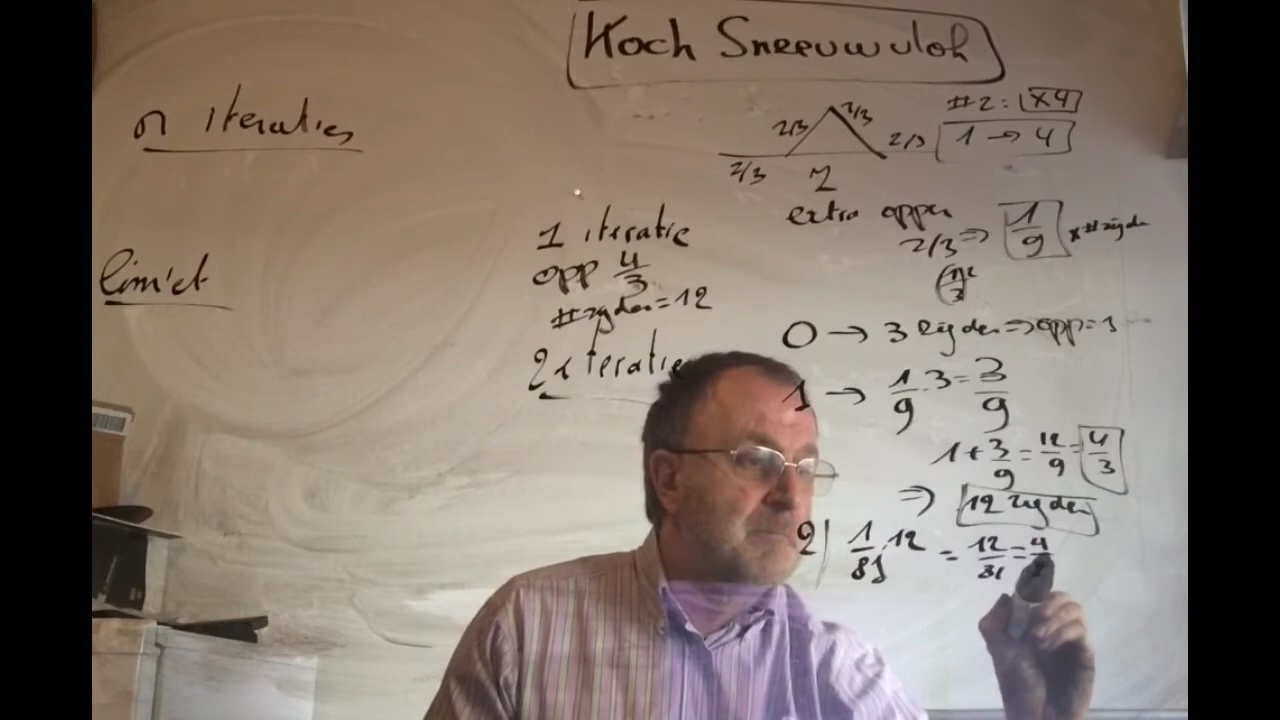 Koch Sneeuwvlok
n iteraties
limiet
1 iteratie
opp 4/3
#zijden=12
2 iteratie
2/3 2/3 2/3 2/3
#2: x4
1 → 4
extra opper
2/3 ⇒ 1/9 x #zijden
0 → 3 zijden ⇒ opp=1
1 → 1/9 . 3 = 3/9
1 + 3/9 = 12/9 = 4/3
⇒ 12 zijden
2) 1/81 . 12 = 12/81 = 4